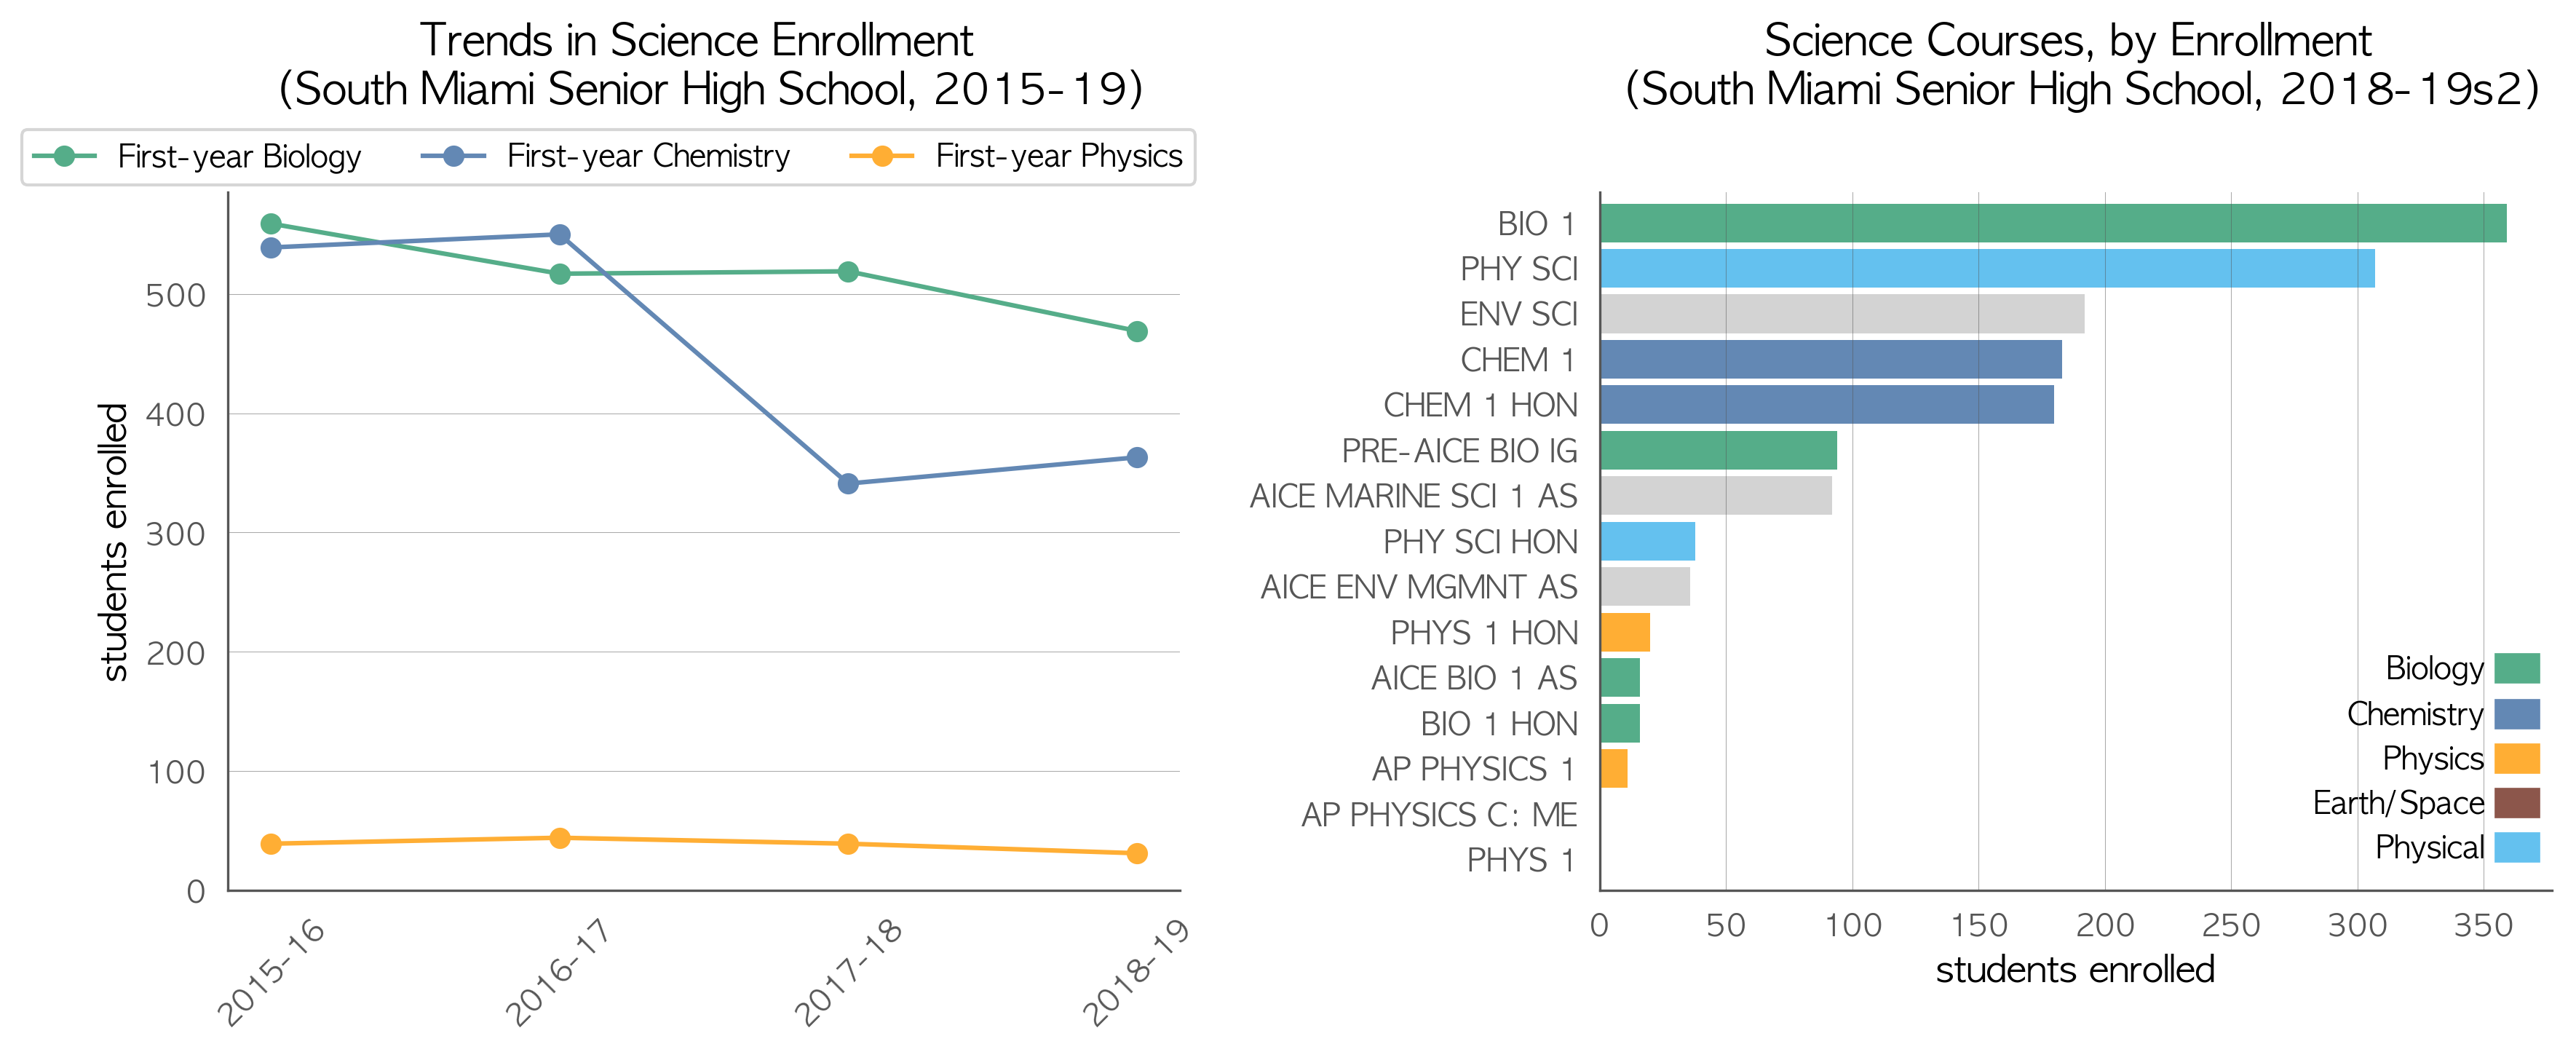 Trends in Science Enrollment
(South Miami Senior High School, 2015-19)
First-year Biology
First-year Chemistry
First-year Physics
students enrolled
500
400
300
200
100
0
2015-16
2016-17
2017-18
2018-19
Science Courses, by Enrollment
(South Miami Senior High School, 2018-19s2)
BIO 1
PHY SCI
ENV SCI
CHEM 1
CHEM 1 HON
PRE-AICE BIO IG
AICE MARINE SCI 1 AS
PHY SCI HON
AICE ENV MGMNT AS
PHYS 1 HON
AICE BIO 1 AS
BIO 1 HON
AP PHYSICS 1
AP PHYSICS C: ME
PHYS 1
Biology
Chemistry
Physics
Earth/Space
Physical
0
50
100
150
200
250
300
350
students enrolled